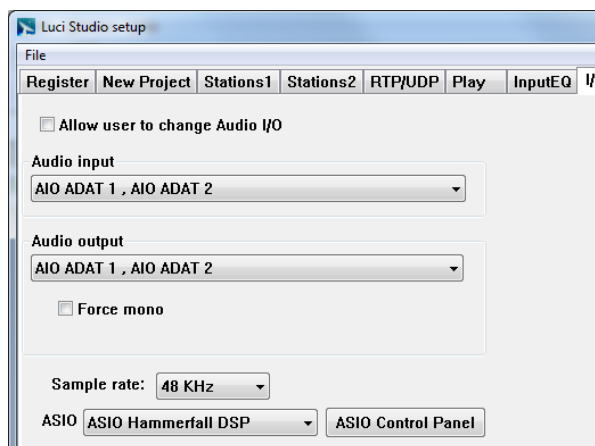 Luci Studio setup
File
Register New Project Stations1 Stations2 RTP/UDP Play InputEQ I/
Allow user to change Audio I/O
Audio input
AIO ADAT 1 , AIO ADAT 2
Audio output
AIO ADAT 1 , AIO ADAT 2
Force mono
Sample rate: 48 KHz
ASIO ASIO Hammerfall DSP ASIO Control Panel